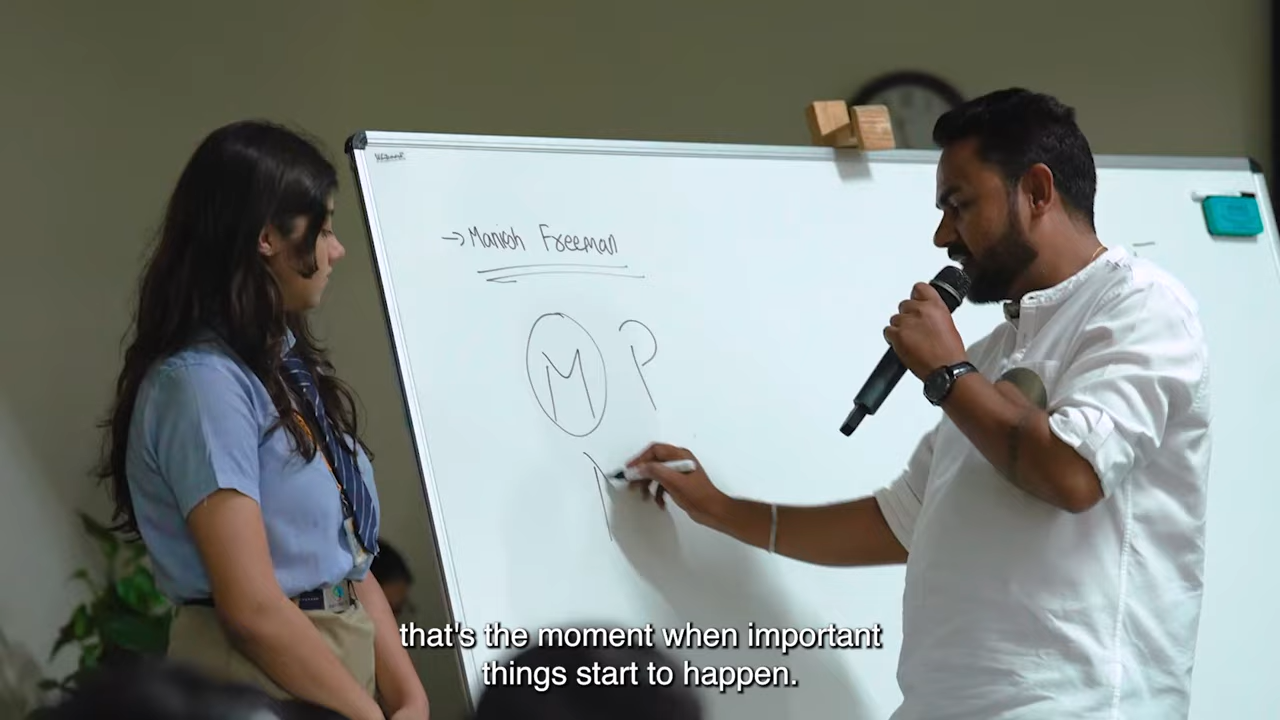 → Manish Freeman
M P
that's the moment when important
things start to happen.